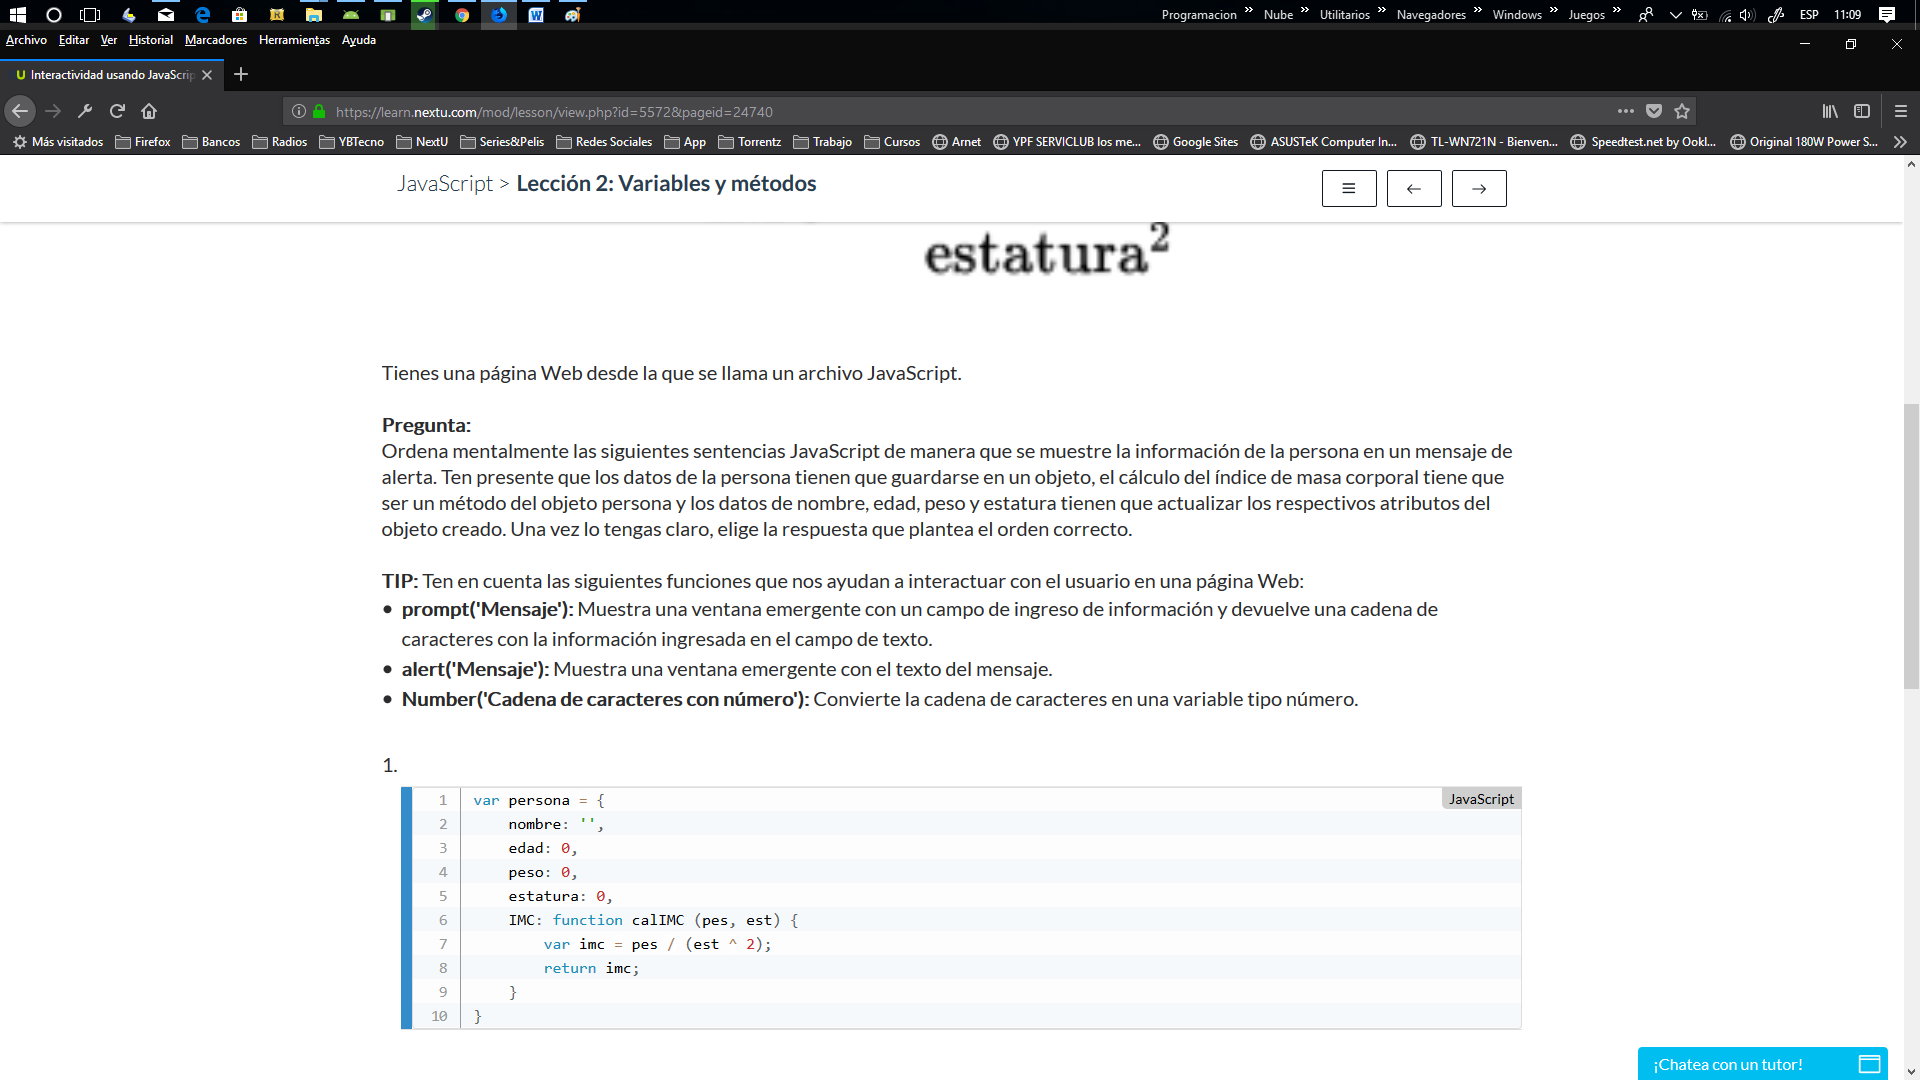 Programacion » Nube » Utilitarios » Navegadores » Windows » Juegos » ESP 11:09
Archivo Editar Ver Historial Marcadores Herramientas Ayuda
Interactividad usando JavaScrip
https://learn.nextu.com/mod/lesson/view.php?id=5572&pageid=24740
Más visitados Firefox Bancos Radios YBTecno NextU Series&Pelis Redes Sociales App Torrentz Trabajo Cursos Arnet YPF SERVICLUB los me... Google Sites ASUSTeK Computer In... TL-WN721N - Bienven... Speedtest.net by Ookl... Original 180W Power S...
JavaScript > Lección 2: Variables y métodos
estatura²
Tienes una página Web desde la que se llama un archivo JavaScript.
Pregunta:
Ordena mentalmente las siguientes sentencias JavaScript de manera que se muestre la información de la persona en un mensaje de
alerta. Ten presente que los datos de la persona tienen que guardarse en un objeto, el cálculo del índice de masa corporal tiene que
ser un método del objeto persona y los datos de nombre, edad, peso y estatura tienen que actualizar los respectivos atributos del
objeto creado. Una vez lo tengas claro, elige la respuesta que plantea el orden correcto.
TIP: Ten en cuenta las siguientes funciones que nos ayudan a interactuar con el usuario en una página Web:
• prompt('Mensaje'): Muestra una ventana emergente con un campo de ingreso de información y devuelve una cadena de
caracteres con la información ingresada en el campo de texto.
• alert('Mensaje'): Muestra una ventana emergente con el texto del mensaje.
• Number('Cadena de caracteres con número'): Convierte la cadena de caracteres en una variable tipo número.
1.
JavaScript
1 var persona = {
2 nombre: '',
3 edad: 0,
4 peso: 0,
5 estatura: 0,
6 IMC: function calIMC (pes, est) {
7 var imc = pes / (est ^ 2);
8 return imc;
9 }
10 }
¡Chatea con un tutor!